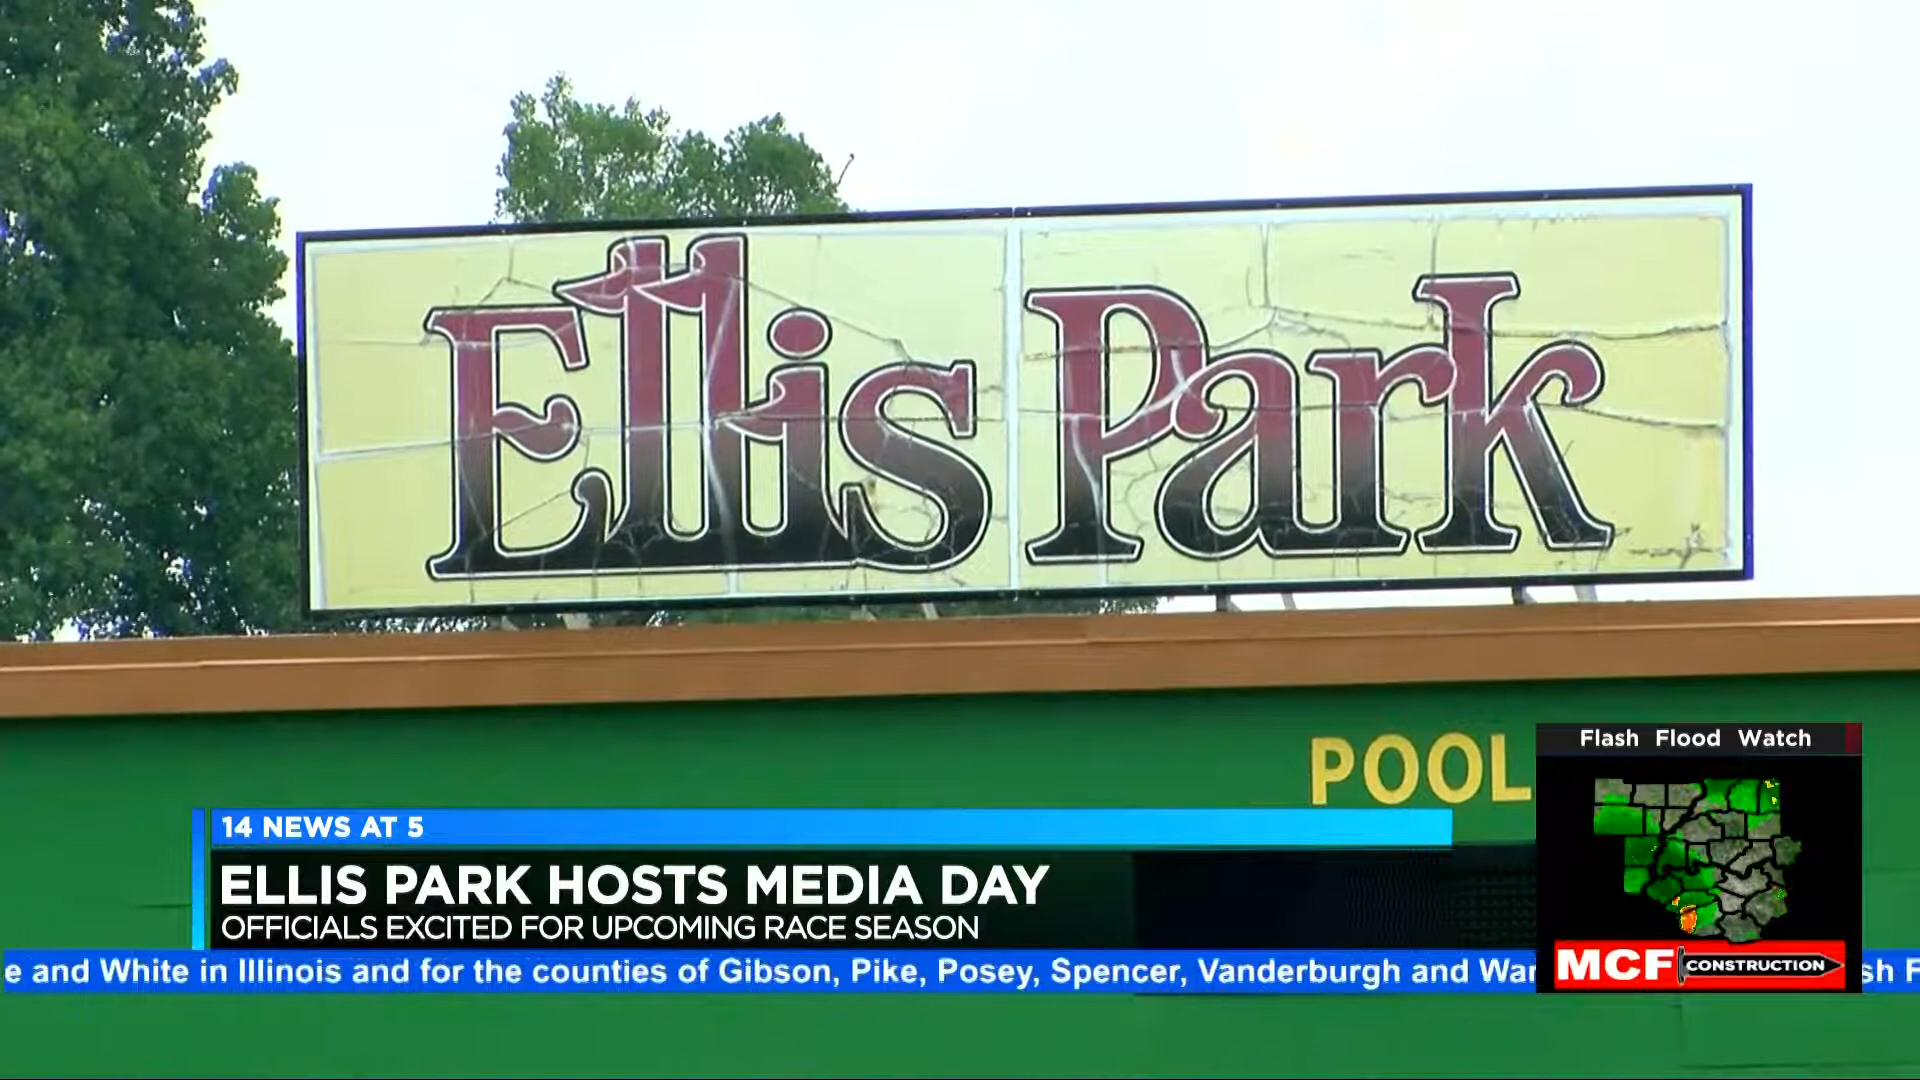 Ellis Park
POOL
Flash Flood Watch
14 NEWS AT 5
ELLIS PARK HOSTS MEDIA DAY
OFFICIALS EXCITED FOR UPCOMING RACE SEASON
and White in Illinois and for the counties of Gibson, Pike, Posey, Spencer, Vanderburgh and
MCF CONSTRUCTION